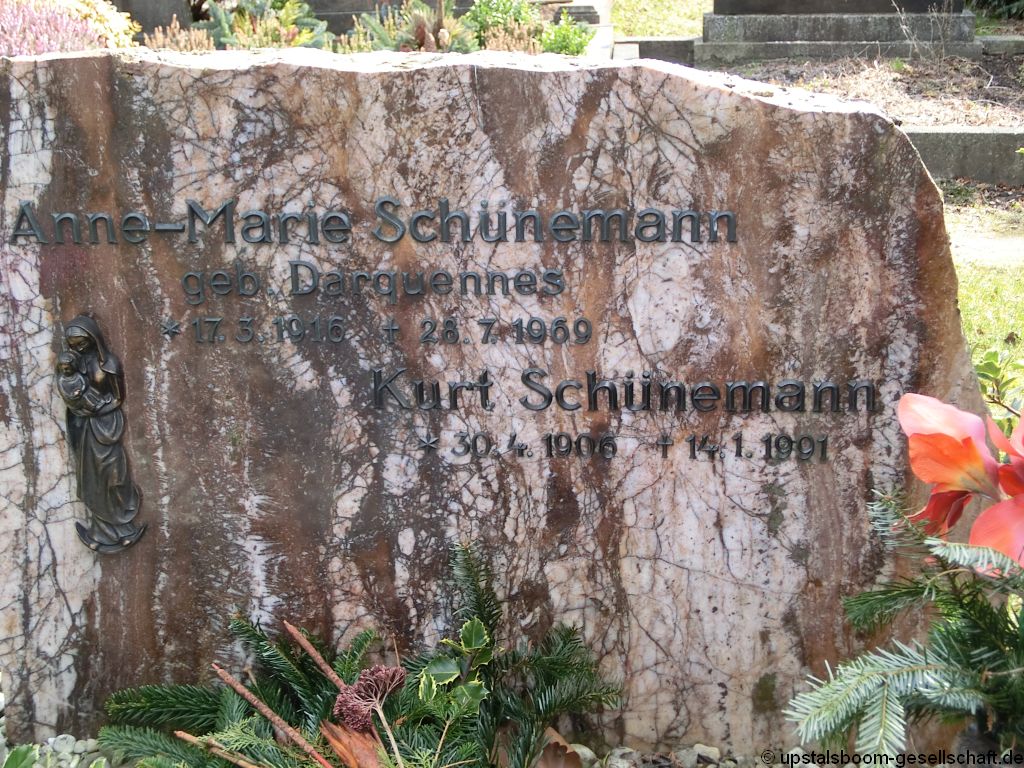 Anne-Marie Schünemann
geb. Darquennes
* 17. 3. 1916 † 28. 7. 1969
Kurt Schünemann
* 30. 4. 1906 † 14. 1. 1991
© upstalsboom-gesellschaft.de